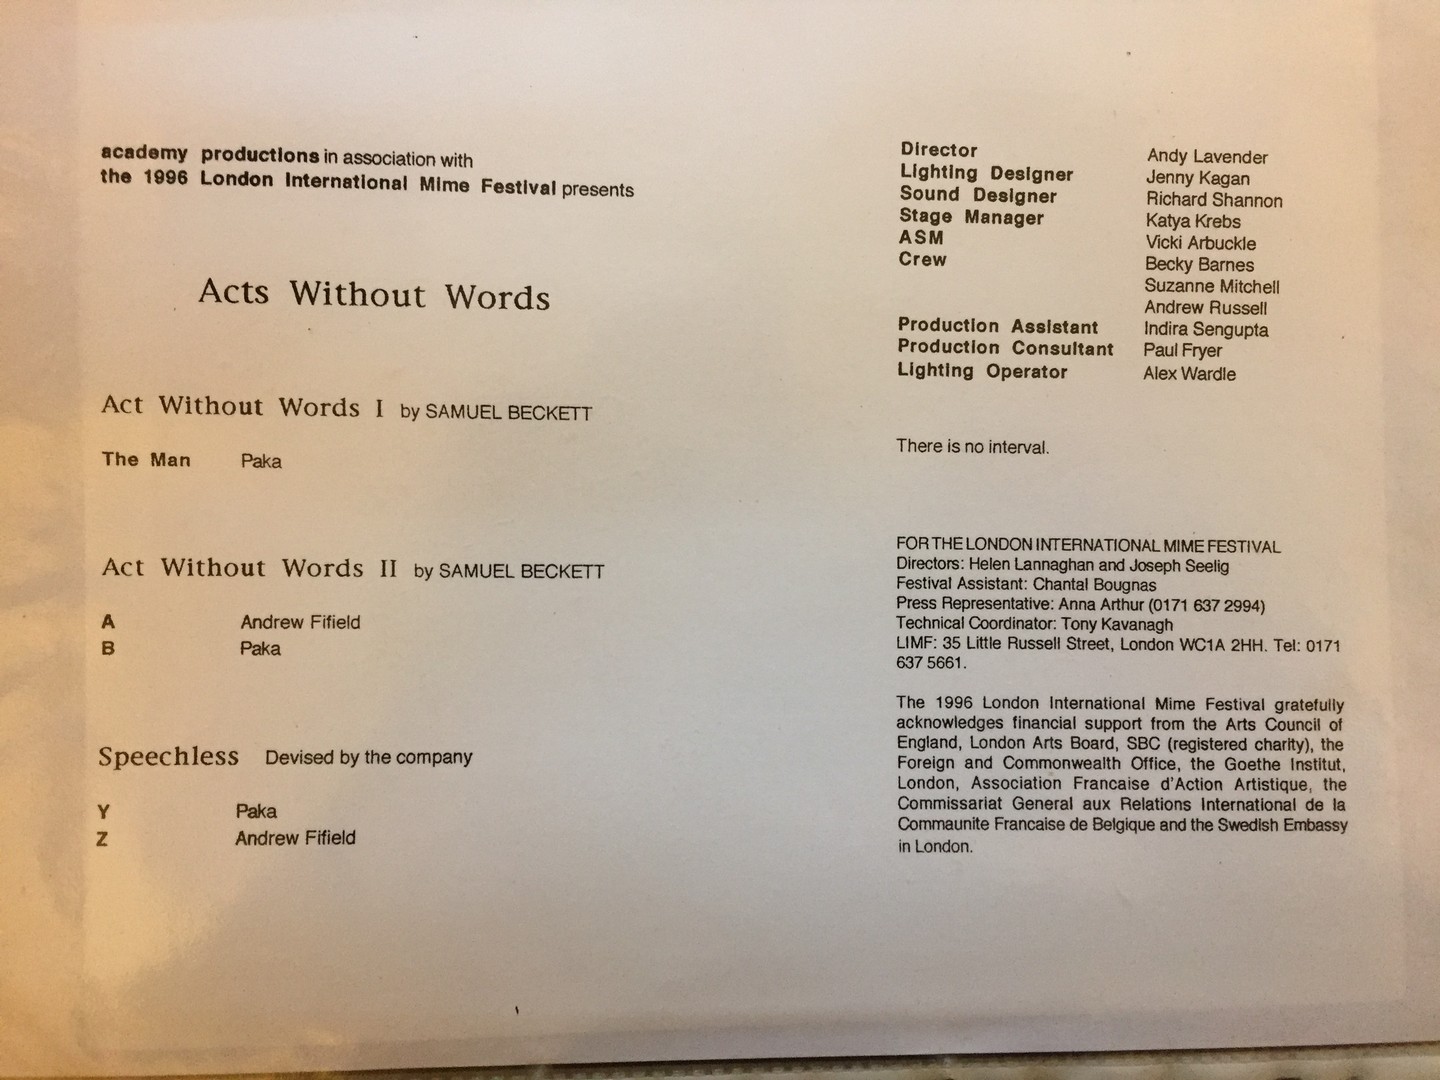 academy productions in association with
the 1996 London International Mime Festival presents
Acts Without Words
Act Without Words I by SAMUEL BECKETT
The Man Paka
Act Without Words II by SAMUEL BECKETT
A Andrew Fifield
B Paka
Speechless Devised by the company
Y Paka
Z Andrew Fifield
Director Andy Lavender
Lighting Designer Jenny Kagan
Sound Designer Richard Shannon
Stage Manager Katya Krebs
ASM Vicki Arbuckle
Crew Becky Barnes
Suzanne Mitchell
Andrew Russell
Production Assistant Indira Sengupta
Production Consultant Paul Fryer
Lighting Operator Alex Wardle
There is no interval.
FOR THE LONDON INTERNATIONAL MIME FESTIVAL
Directors: Helen Lannaghan and Joseph Seelig
Festival Assistant: Chantal Bougnas
Press Representative: Anna Arthur (0171 637 2994)
Technical Coordinator: Tony Kavanagh
LIMF: 35 Little Russell Street, London WC1A 2HH. Tel: 0171
637 5661.
The 1996 London International Mime Festival gratefully
acknowledges financial support from the Arts Council of
England, London Arts Board, SBC (registered charity), the
Foreign and Commonwealth Office, the Goethe Institut,
London, Association Francaise d'Action Artistique, the
Commissariat General aux Relations International de la
Commaunite Francaise de Belgique and the Swedish Embassy
in London.